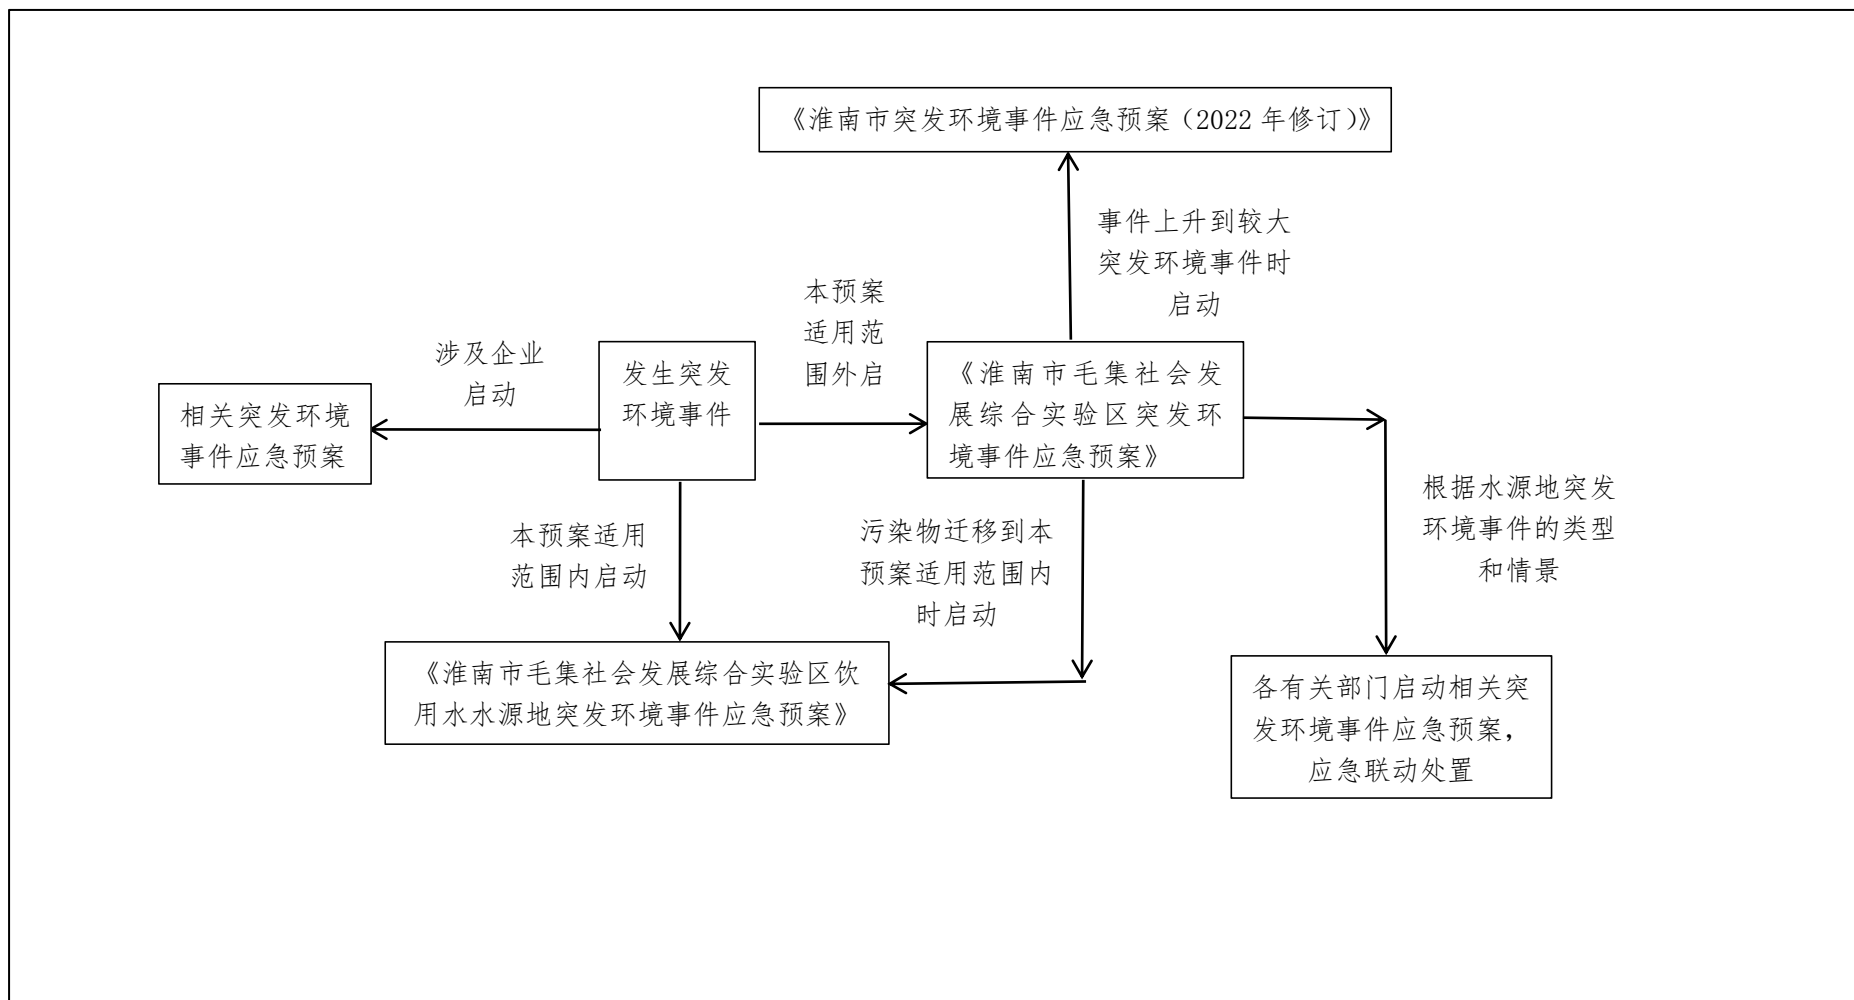 《淮南市突发环境事件应急预案（2022 年修订）》
事件上升到较大
突发环境事件时
启动
本预案
适用范
围外启
涉及企业
启动
发生突发
环境事件
《淮南市毛集社会发
展综合实验区突发环
境事件应急预案》
相关突发环境
事件应急预案
根据水源地突发
环境事件的类型
和情景
本预案适用
范围内启动
污染物迁移到本
预案适用范围内
时启动
《淮南市毛集社会发展综合实验区饮
用水水源地突发环境事件应急预案》
各有关部门启动相关突
发环境事件应急预案，
应急联动处置